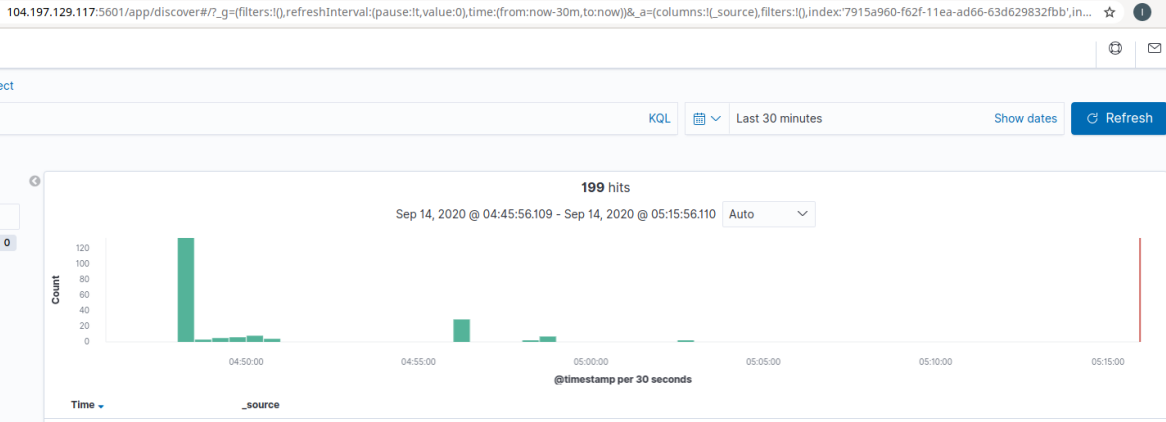 104.197.129.117:5601/app/discover#/?_g=(filters:!(),refreshInterval:(pause:!t,value:0),time:(from:now-30m,to:now))&_a=(columns:!(_source),filters:!(),index:'7915a960-f62f-11ea-ad66-63d629832fbb',in...
I
ect
KQL
Last 30 minutes
Show dates
Refresh
199 hits
Sep 14, 2020 @ 04:45:56.109 - Sep 14, 2020 @ 05:15:56.110
Auto
0
120
100
80
60
40
20
0
Count
04:50:00
04:55:00
05:00:00
05:05:00
05:10:00
05:15:00
@timestamp per 30 seconds
Time
_source